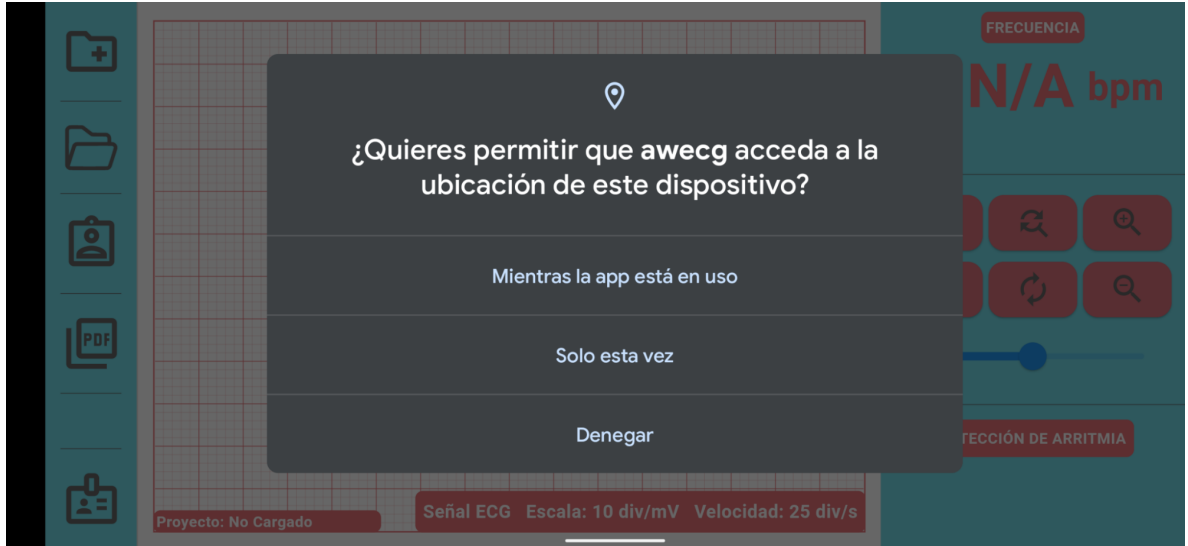 FRECUENCIA
N/A bpm
¿Quieres permitir que awecg acceda a la
ubicación de este dispositivo?
Mientras la app está en uso
Solo esta vez
Denegar
PDF
TECCIÓN DE ARRITMIA
Señal ECG Escala: 10 div/mV Velocidad: 25 div/s
Proyecto: No Cargado